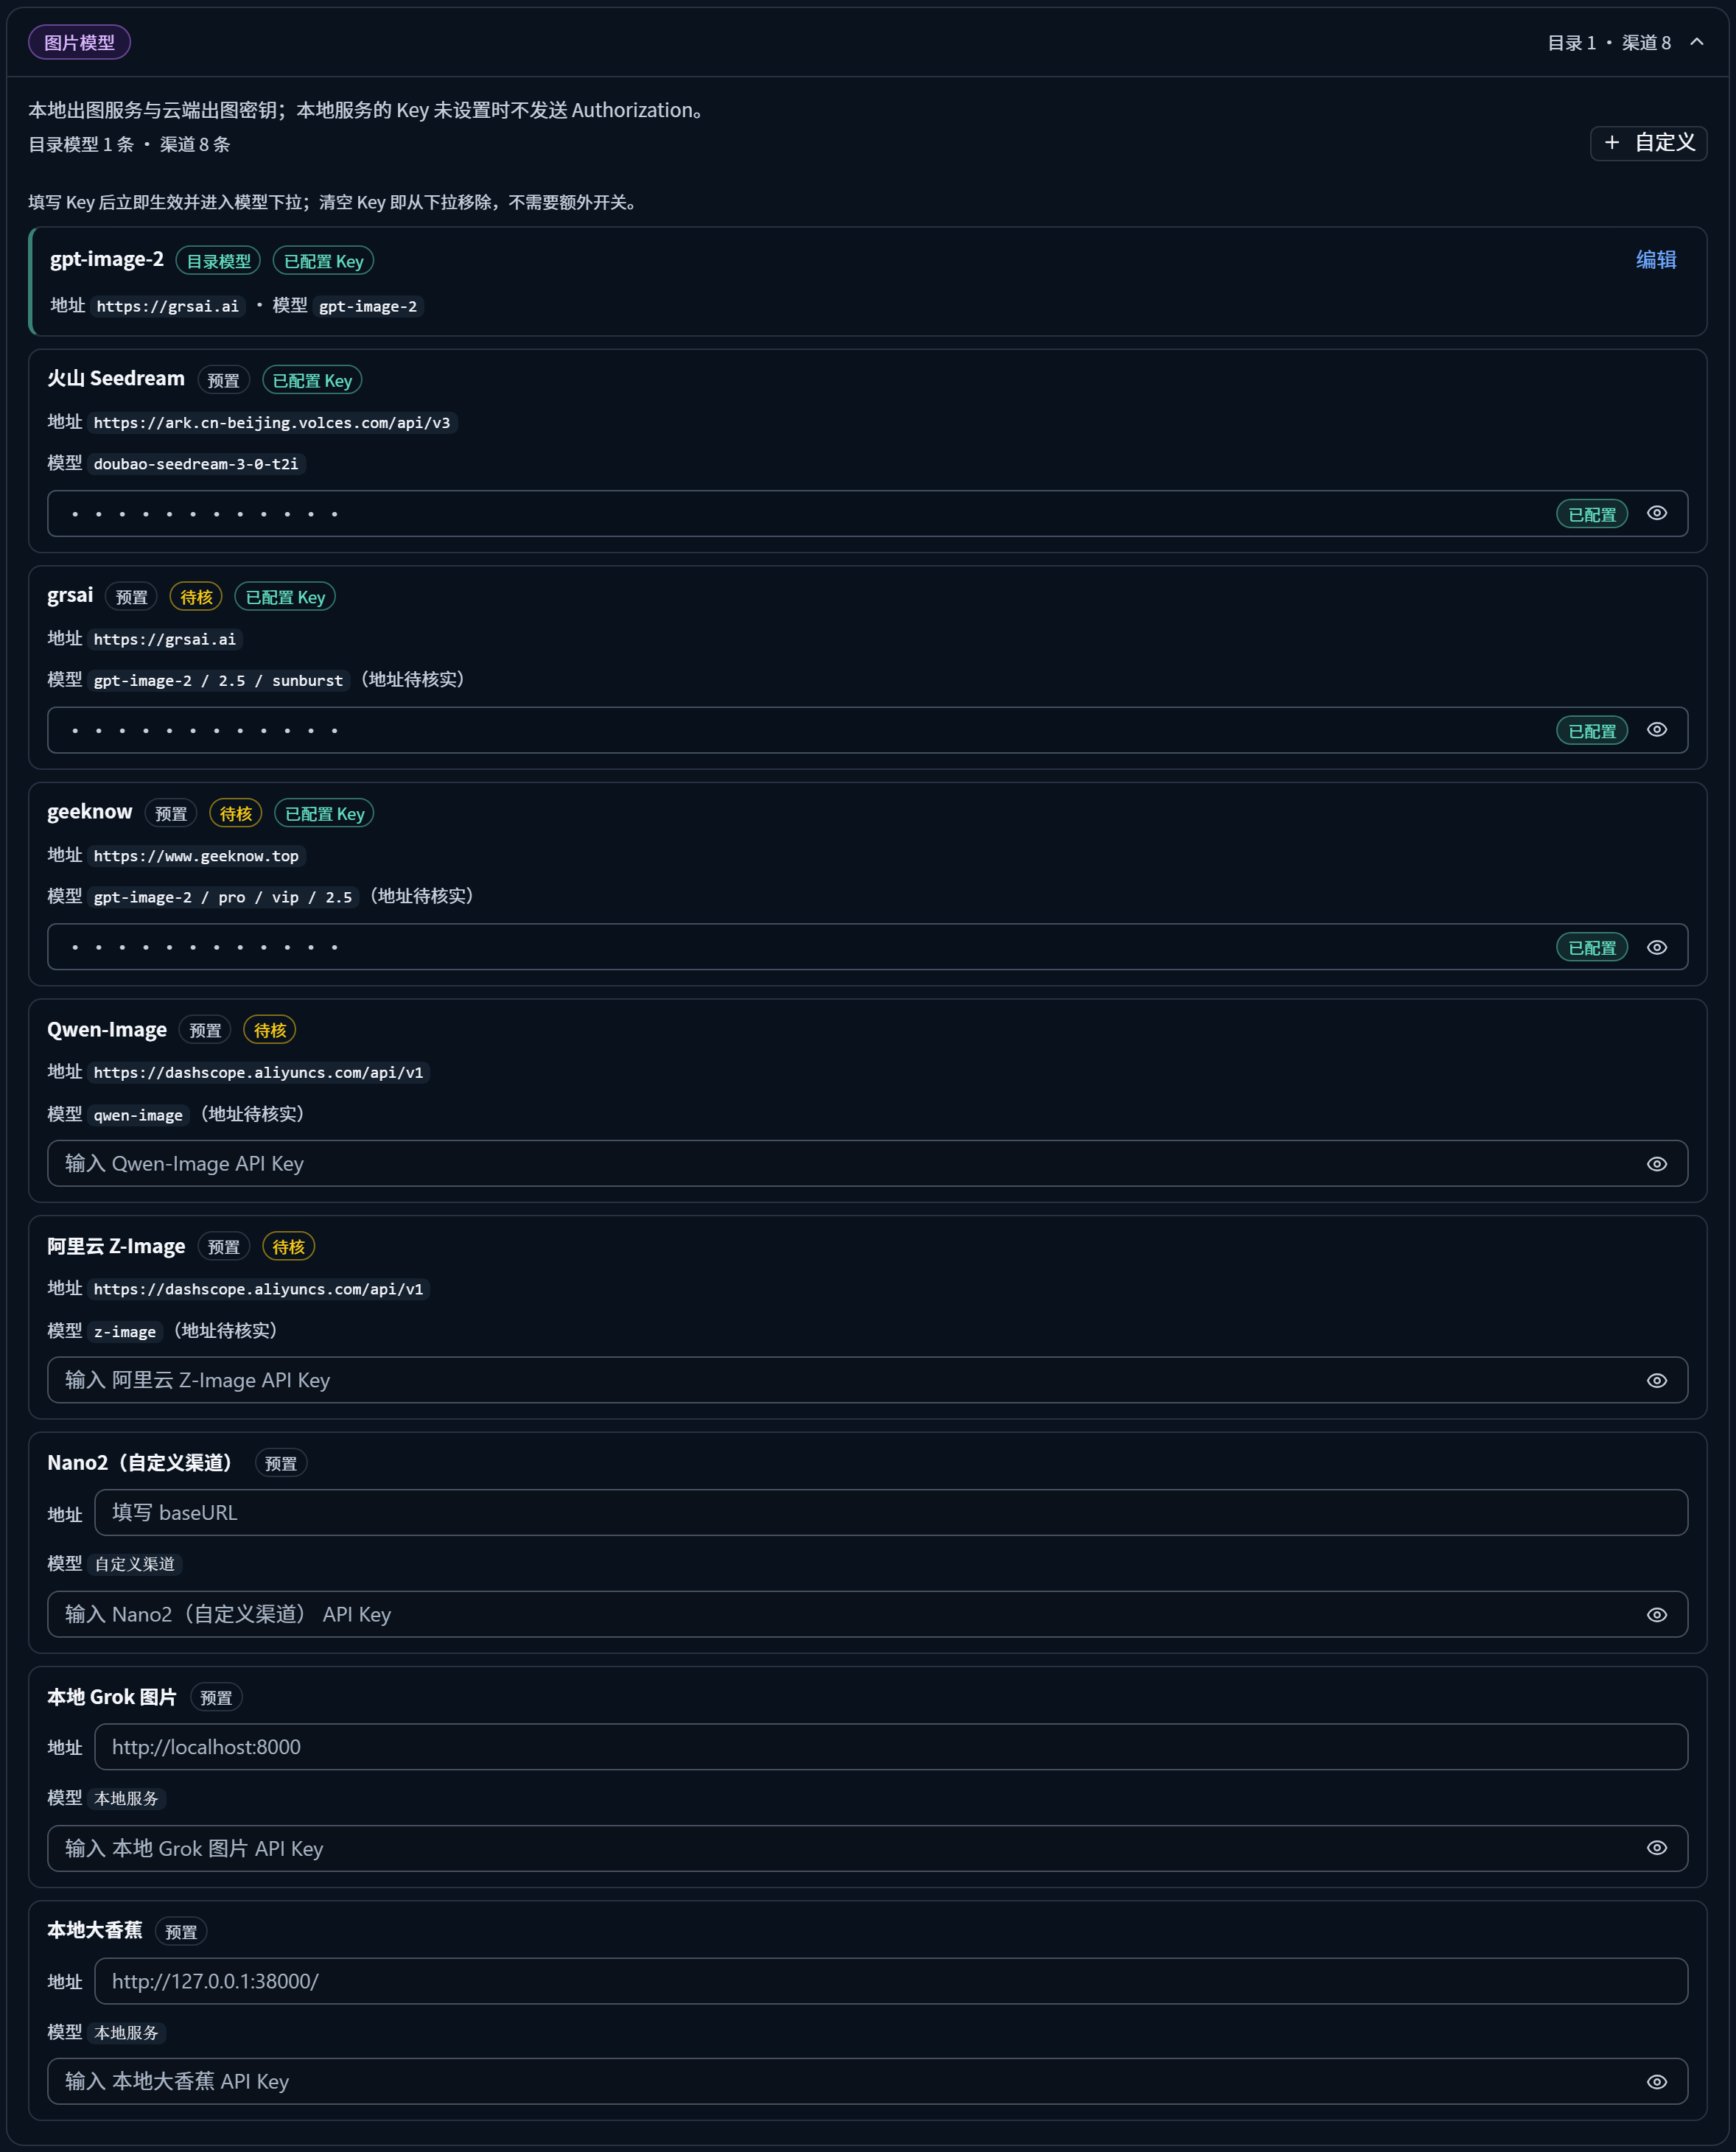 图片模型
目录 1 · 渠道 8
本地出图服务与云端出图密钥；本地服务的 Key 未设置时不发送 Authorization。
目录模型 1 条 · 渠道 8 条
+ 自定义
填写 Key 后立即生效并进入模型下拉；清空 Key 即从下拉移除，不需要额外开关。
gpt-image-2 目录模型 已配置 Key 编辑
地址 https://grsai.ai · 模型 gpt-image-2
火山 Seedream 预置 已配置 Key
地址 https://ark.cn-beijing.volces.com/api/v3
模型 doubao-seedream-3-0-t2i
• • • • • • • • • • • • 已配置
grsai 预置 待核 已配置 Key
地址 https://grsai.ai
模型 gpt-image-2 / 2.5 / sunburst （地址待核实）
• • • • • • • • • • • • 已配置
geeknow 预置 待核 已配置 Key
地址 https://www.geeknow.top
模型 gpt-image-2 / pro / vip / 2.5 （地址待核实）
• • • • • • • • • • • • 已配置
Qwen-Image 预置 待核
地址 https://dashscope.aliyuncs.com/api/v1
模型 qwen-image （地址待核实）
输入 Qwen-Image API Key
阿里云 Z-Image 预置 待核
地址 https://dashscope.aliyuncs.com/api/v1
模型 z-image （地址待核实）
输入 阿里云 Z-Image API Key
Nano2（自定义渠道） 预置
地址 填写 baseURL
模型 自定义渠道
输入 Nano2（自定义渠道） API Key
本地 Grok 图片 预置
地址 http://localhost:8000
模型 本地服务
输入 本地 Grok 图片 API Key
本地大香蕉 预置
地址 http://127.0.0.1:38000/
模型 本地服务
输入 本地大香蕉 API Key